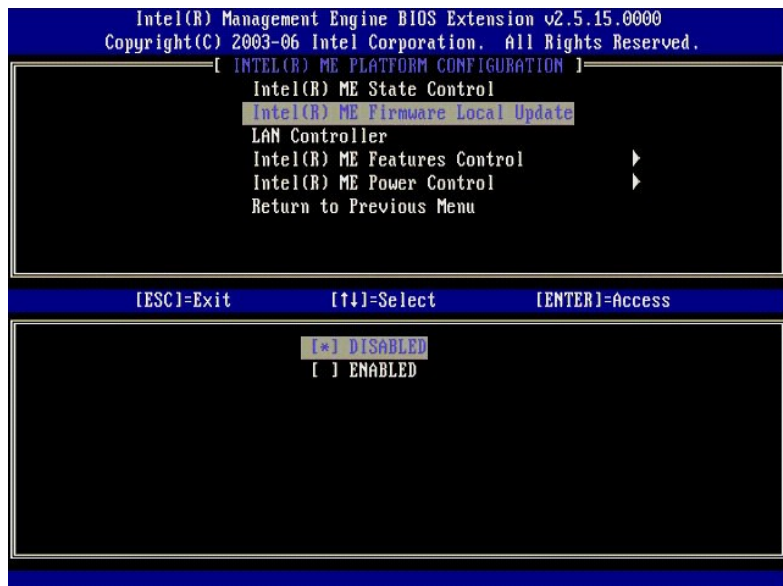 Intel(R) Management Engine BIOS Extension v2.5.15.0000
Copyright(C) 2003-06 Intel Corporation. All Rights Reserved.
[ INTEL(R) ME PLATFORM CONFIGURATION ]
Intel(R) ME State Control
Intel(R) ME Firmware Local Update
LAN Controller
Intel(R) ME Features Control ►
Intel(R) ME Power Control ►
Return to Previous Menu
[ESC]=Exit [↑↓]=Select [ENTER]=Access
[*] DISABLED
[ ] ENABLED